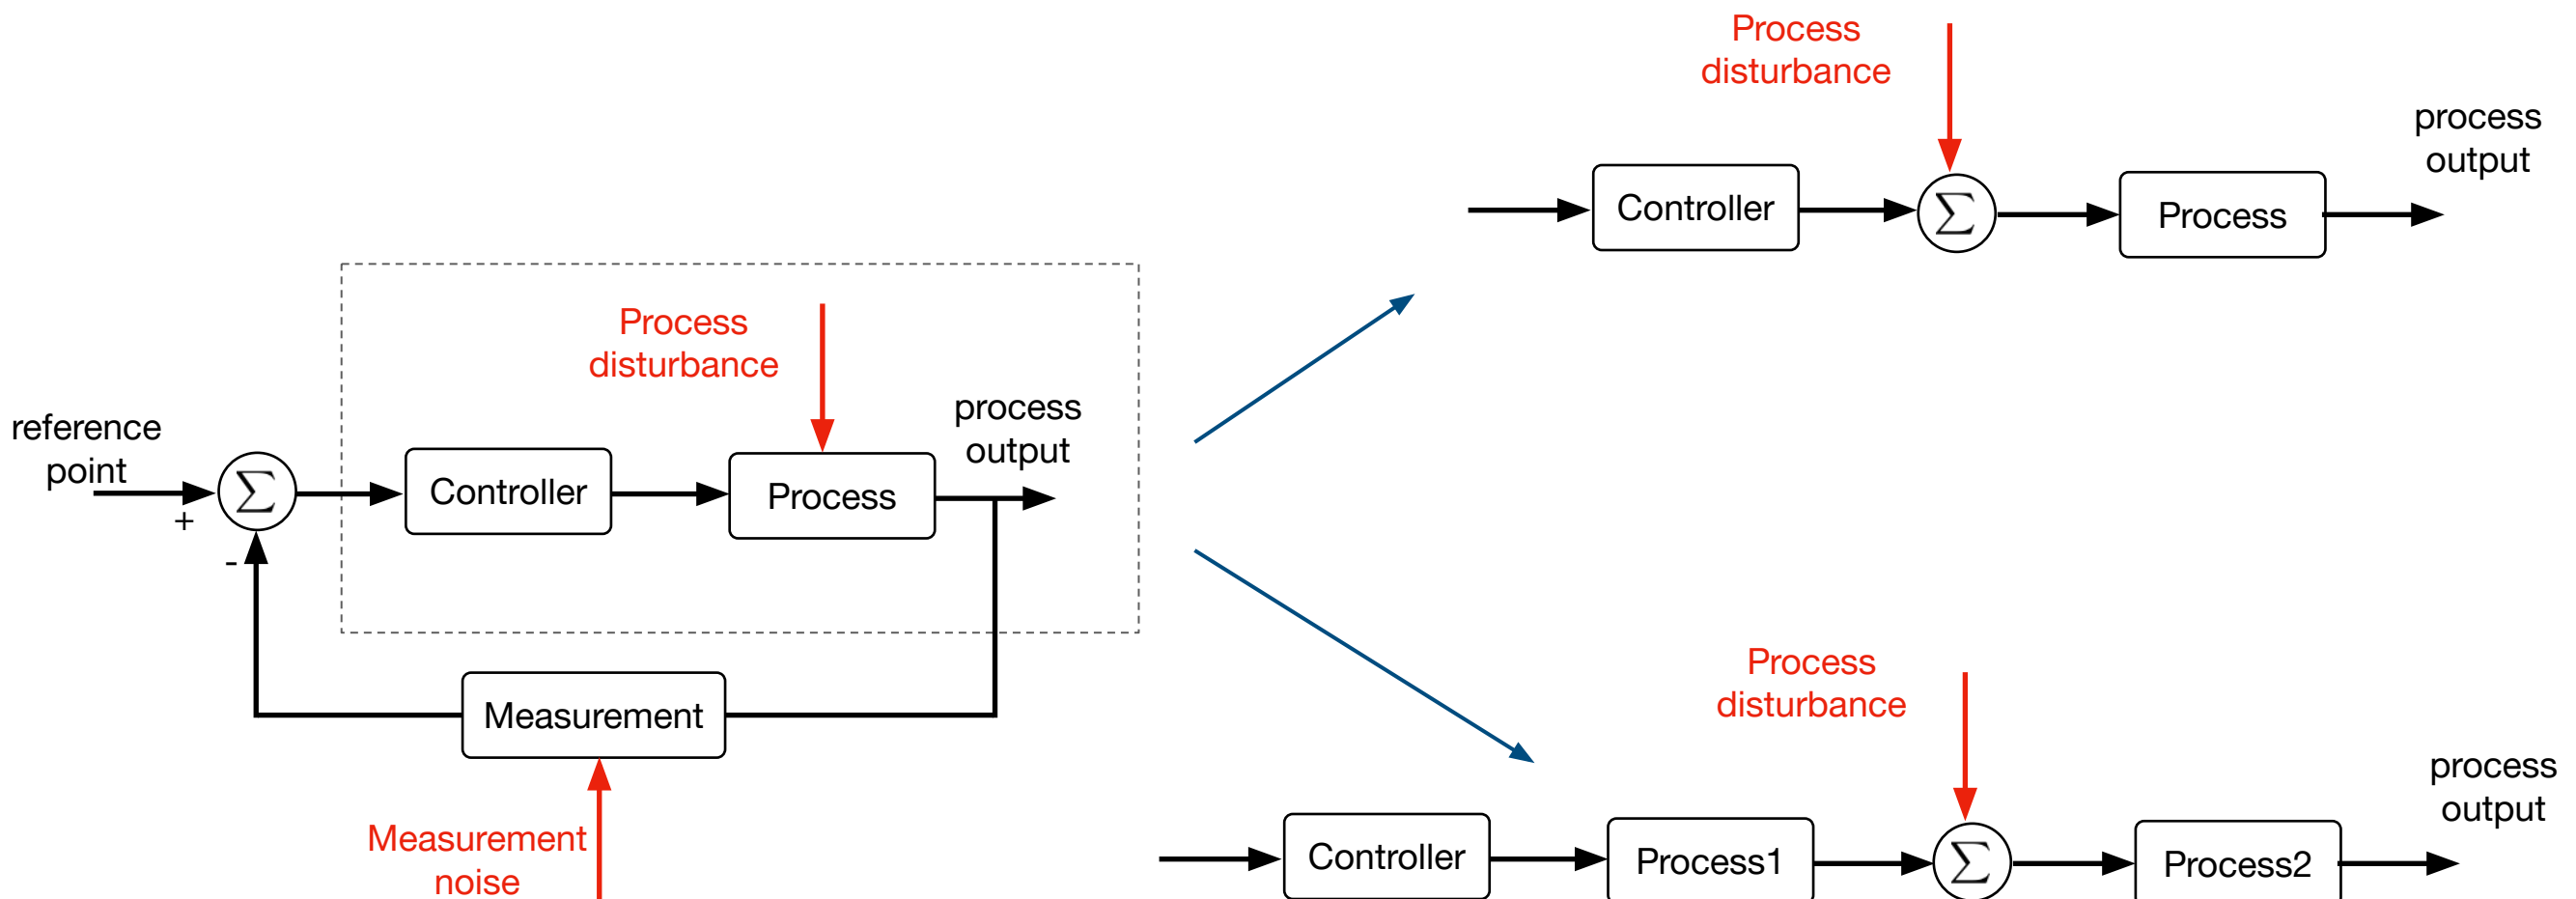 Process
disturbance
process
output
Controller
∑
Process
Process
disturbance
process
output
reference
point
∑
+
-
Controller
Process
Measurement
Measurement
noise
Process
disturbance
process
output
Controller
Process1
∑
Process2